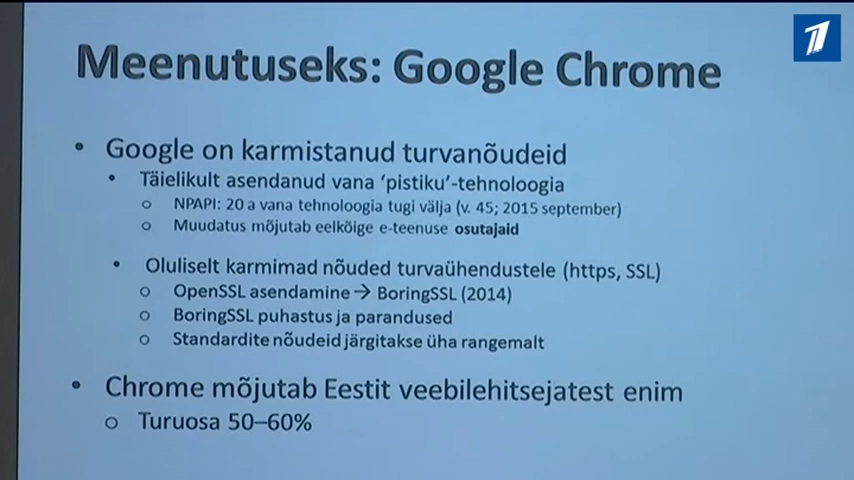 Meenutuseks: Google Chrome
• Google on karmistanud turvanõudeid
• Täielikult asendanud vana 'pistiku'-tehnoloogia
o NPAPI: 20 a vana tehnoloogia tugi välja (v. 45; 2015 september)
o Muudatus mõjutab eelkõige e-teenuse osutajaid
• Oluliselt karmimad nõuded turvaühendustele (https, SSL)
o OpenSSL asendamine → BoringSSL (2014)
o BoringSSL puhastus ja parandused
o Standardite nõudeid järgitakse üha rangemalt
• Chrome mõjutab Eestit veebilehitsejatest enim
o Turuosa 50–60%